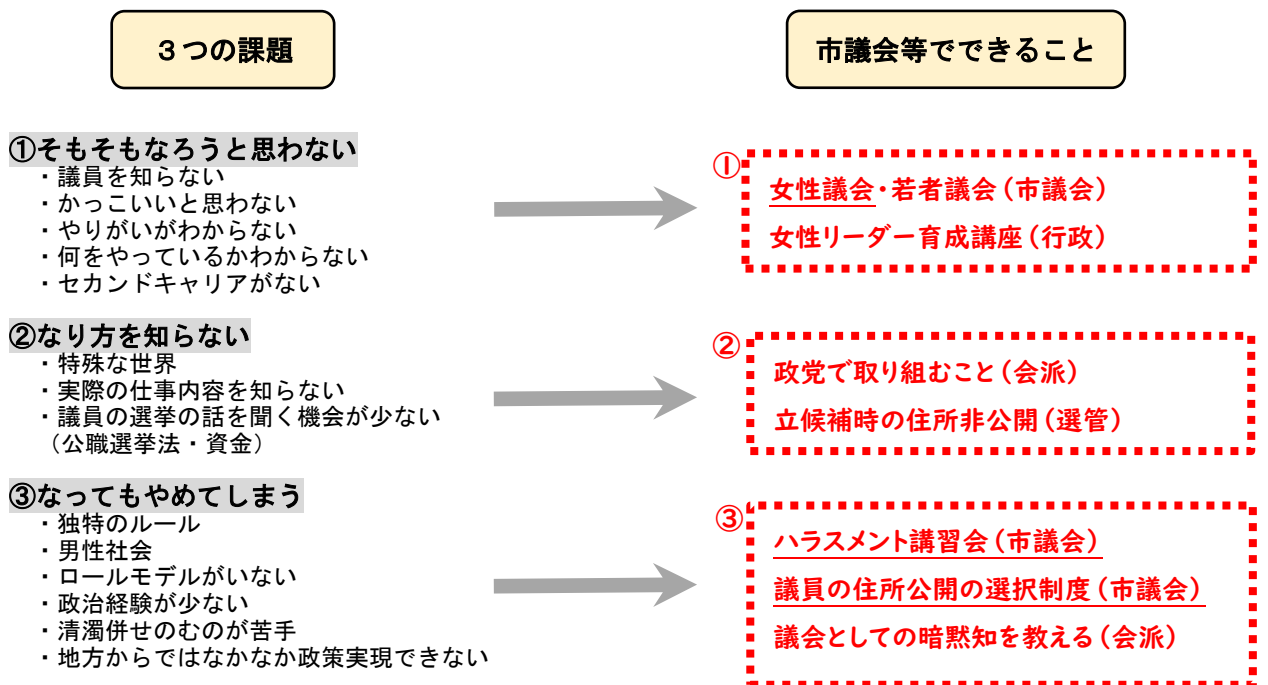 ３つの課題
市議会等でできること
①そもそもなろうと思わない
・議員を知らない
・かっこいいと思わない
・やりがいがわからない
・何をやっているかわからない
・セカンドキャリアがない
①
女性議会・若者議会（市議会）
女性リーダー育成講座（行政）
②なり方を知らない
・特殊な世界
・実際の仕事内容を知らない
・議員の選挙の話を聞く機会が少ない
（公職選挙法・資金）
②
政党で取り組むこと（会派）
立候補時の住所非公開（選管）
③なってもやめてしまう
・独特のルール
・男性社会
・ロールモデルがいない
・政治経験が少ない
・清濁併せのむのが苦手
・地方からではなかなか政策実現できない
③
ハラスメント講習会（市議会）
議員の住所公開の選択制度（市議会）
議会としての暗黙知を教える（会派）